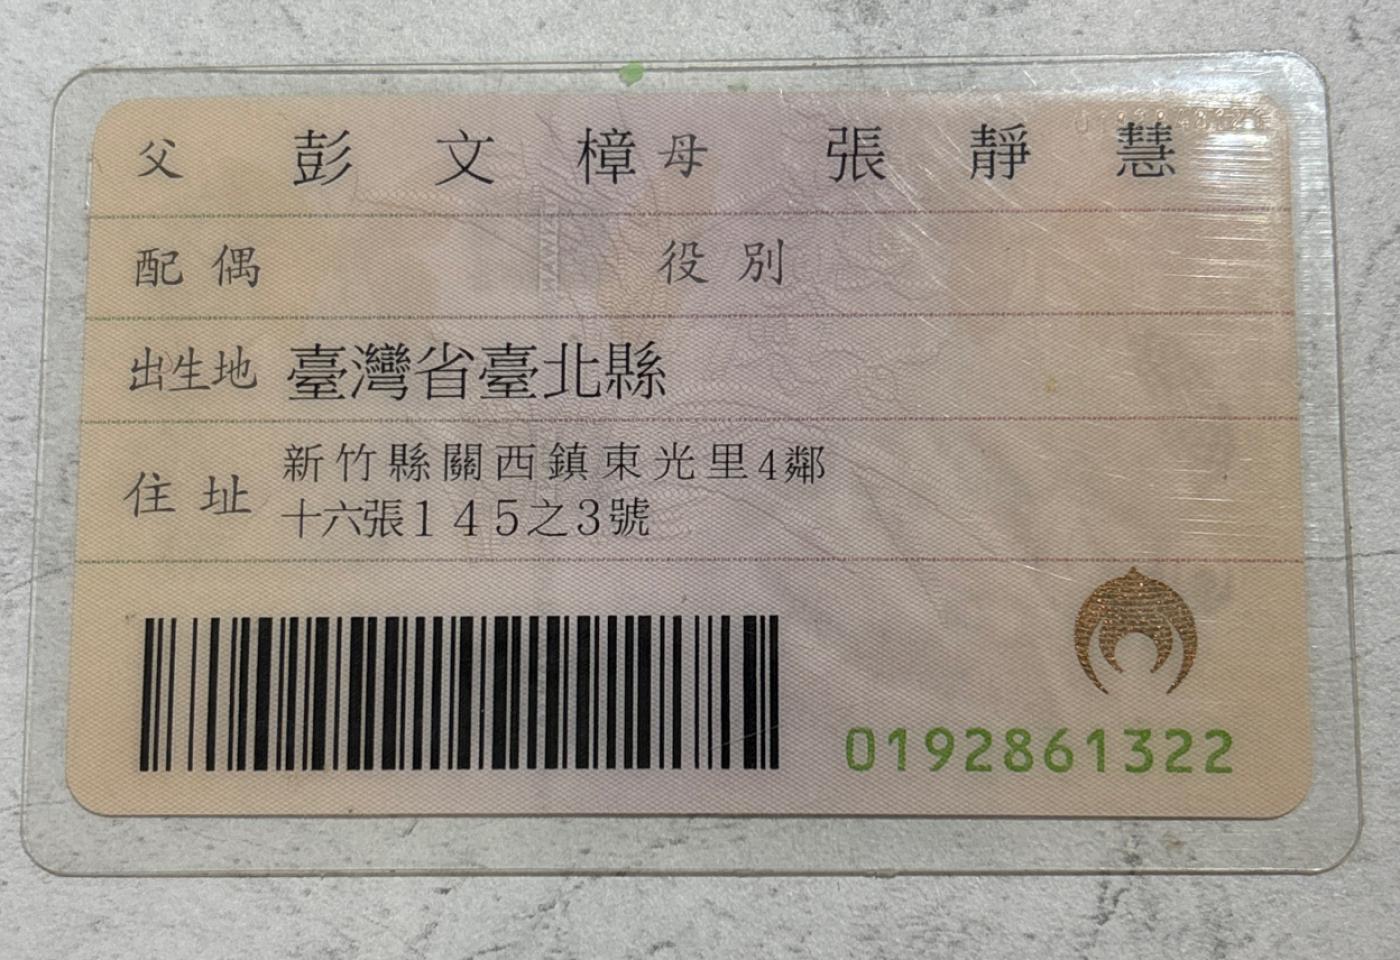 父 彭文樟 母 張靜慧
配偶 役別
出生地 臺灣省臺北縣
住址 新竹縣關西鎮東光里4鄰
十六張145之3號
0192861322